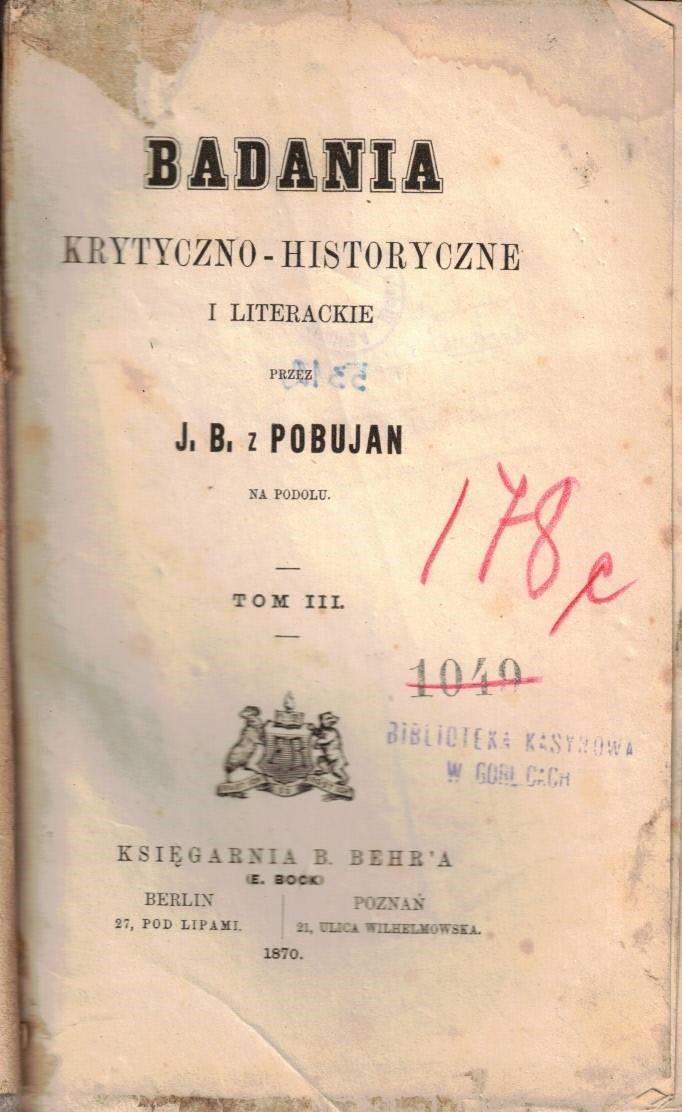 BADANIA
KRYTYCZNO-HISTORYCZNE
I LITERACKIE
PRZEZ
J. B. z POBUJAN
NA PODOLU.
TOM III.
178 c
1049
BIBLIOTEKA KASYNOWA
W GORLICACH
KSIĘGARNIA B. BEHR'A
(E. BOCK)
BERLIN
27, POD LIPAMI.
POZNAŃ
21, ULICA WILHELMOWSKA.
1870.